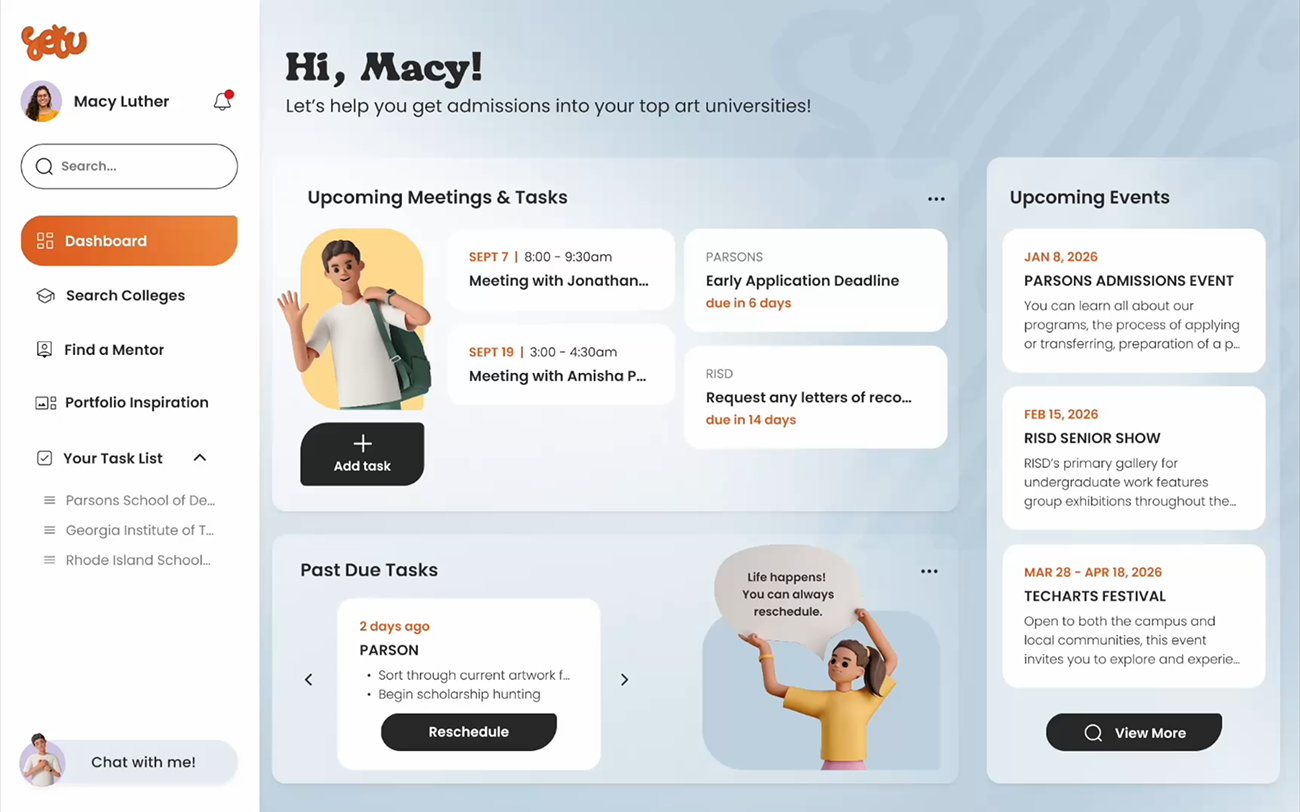 yetu
Macy Luther
Search...
Dashboard
Search Colleges
Find a Mentor
Portfolio Inspiration
Your Task List
Parsons School of De...
Georgia Institute of T...
Rhode Island School...
Chat with me!
Hi, Macy!
Let's help you get admissions into your top art universities!
Upcoming Meetings & Tasks
Add task
SEPT 7 | 8:00 - 9:30am
Meeting with Jonathan...
SEPT 19 | 3:00 - 4:30am
Meeting with Amisha P...
PARSONS
Early Application Deadline
due in 6 days
RISD
Request any letters of reco...
due in 14 days
Past Due Tasks
2 days ago
PARSON
• Sort through current artwork f...
• Begin scholarship hunting
Reschedule
Life happens!
You can always
reschedule.
Upcoming Events
JAN 8, 2026
PARSONS ADMISSIONS EVENT
You can learn all about our
programs, the process of applying
or transferring, preparation of a p...
FEB 15, 2026
RISD SENIOR SHOW
RISD's primary gallery for
undergraduate work features
group exhibitions throughout the...
MAR 28 - APR 18, 2026
TECHARTS FESTIVAL
Open to both the campus and
local communities, this event
invites you to explore and experie...
View More